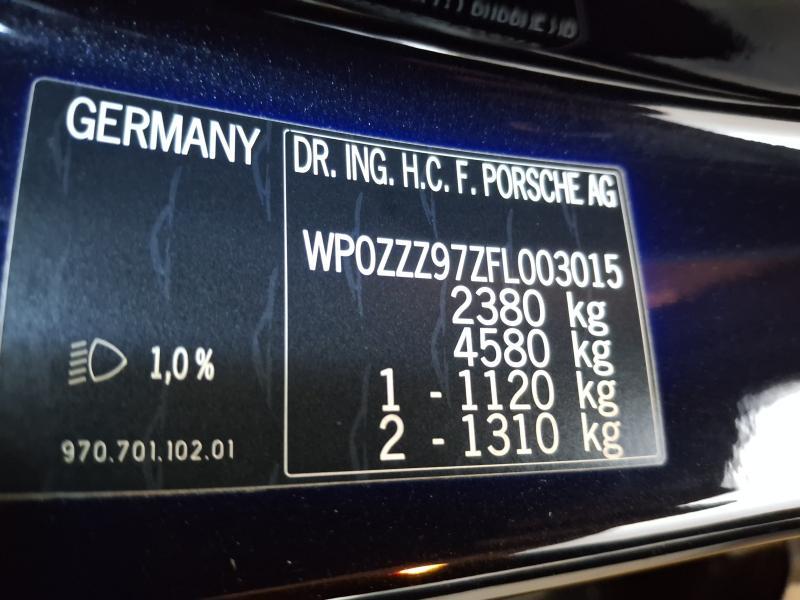 GERMANY
DR. ING. H.C. F. PORSCHE AG
WP0ZZZ97ZFL003015
2380 kg
4580 kg
1 - 1120 kg
2 - 1310 kg
1,0%
970.701.102.01